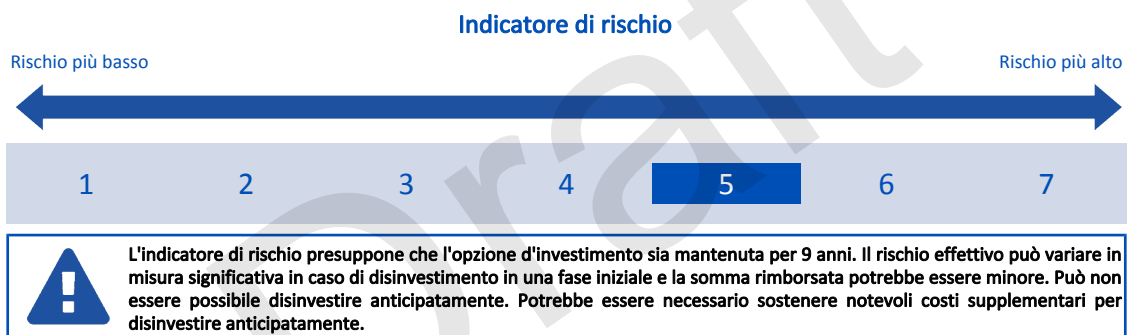 Indicatore di rischio
Rischio più basso
Rischio più alto
1 2 3 4 5 6 7
L'indicatore di rischio presuppone che l'opzione d'investimento sia mantenuta per 9 anni. Il rischio effettivo può variare in
misura significativa in caso di disinvestimento in una fase iniziale e la somma rimborsata potrebbe essere minore. Può non
essere possibile disinvestire anticipatamente. Potrebbe essere necessario sostenere notevoli costi supplementari per
disinvestire anticipatamente.
Draft